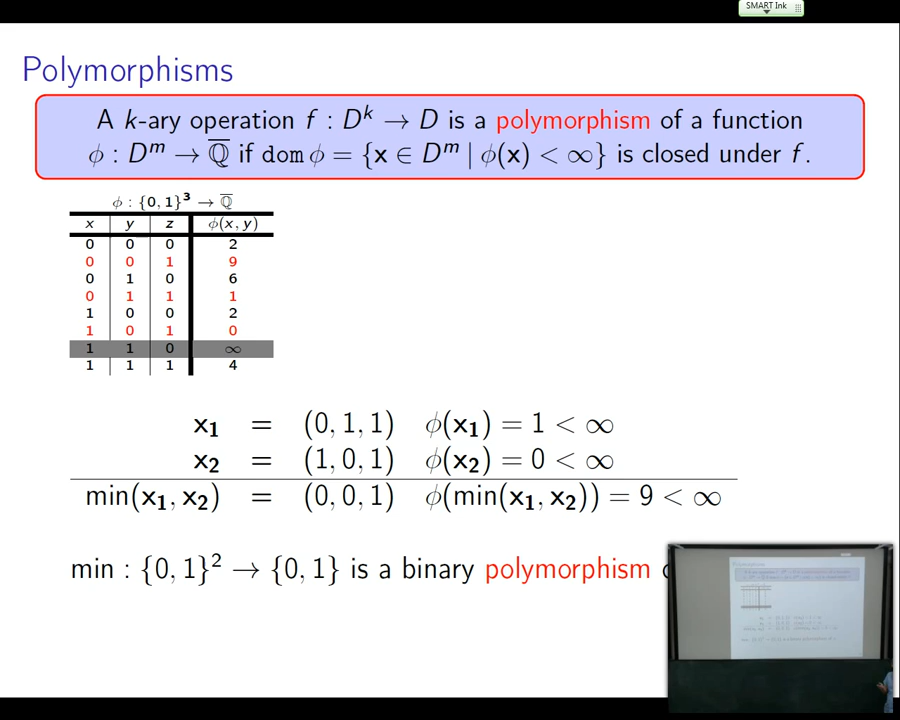 SMART Ink
Polymorphisms
A k-ary operation f : Dᵏ → D is a polymorphism of a function
ϕ : Dᵐ → ℚ̅ if dom ϕ = {x ∈ Dᵐ | ϕ(x) < ∞} is closed under f.
ϕ : {0, 1}³ → ℚ̅
x y z ϕ(x, y)
0 0 0 2
0 0 1 9
0 1 0 6
0 1 1 1
1 0 0 2
1 0 1 0
1 1 0 ∞
1 1 1 4
x₁ = (0, 1, 1) ϕ(x₁) = 1 < ∞
x₂ = (1, 0, 1) ϕ(x₂) = 0 < ∞
min(x₁, x₂) = (0, 0, 1) ϕ(min(x₁, x₂)) = 9 < ∞
min : {0, 1}² → {0, 1} is a binary polymorphism